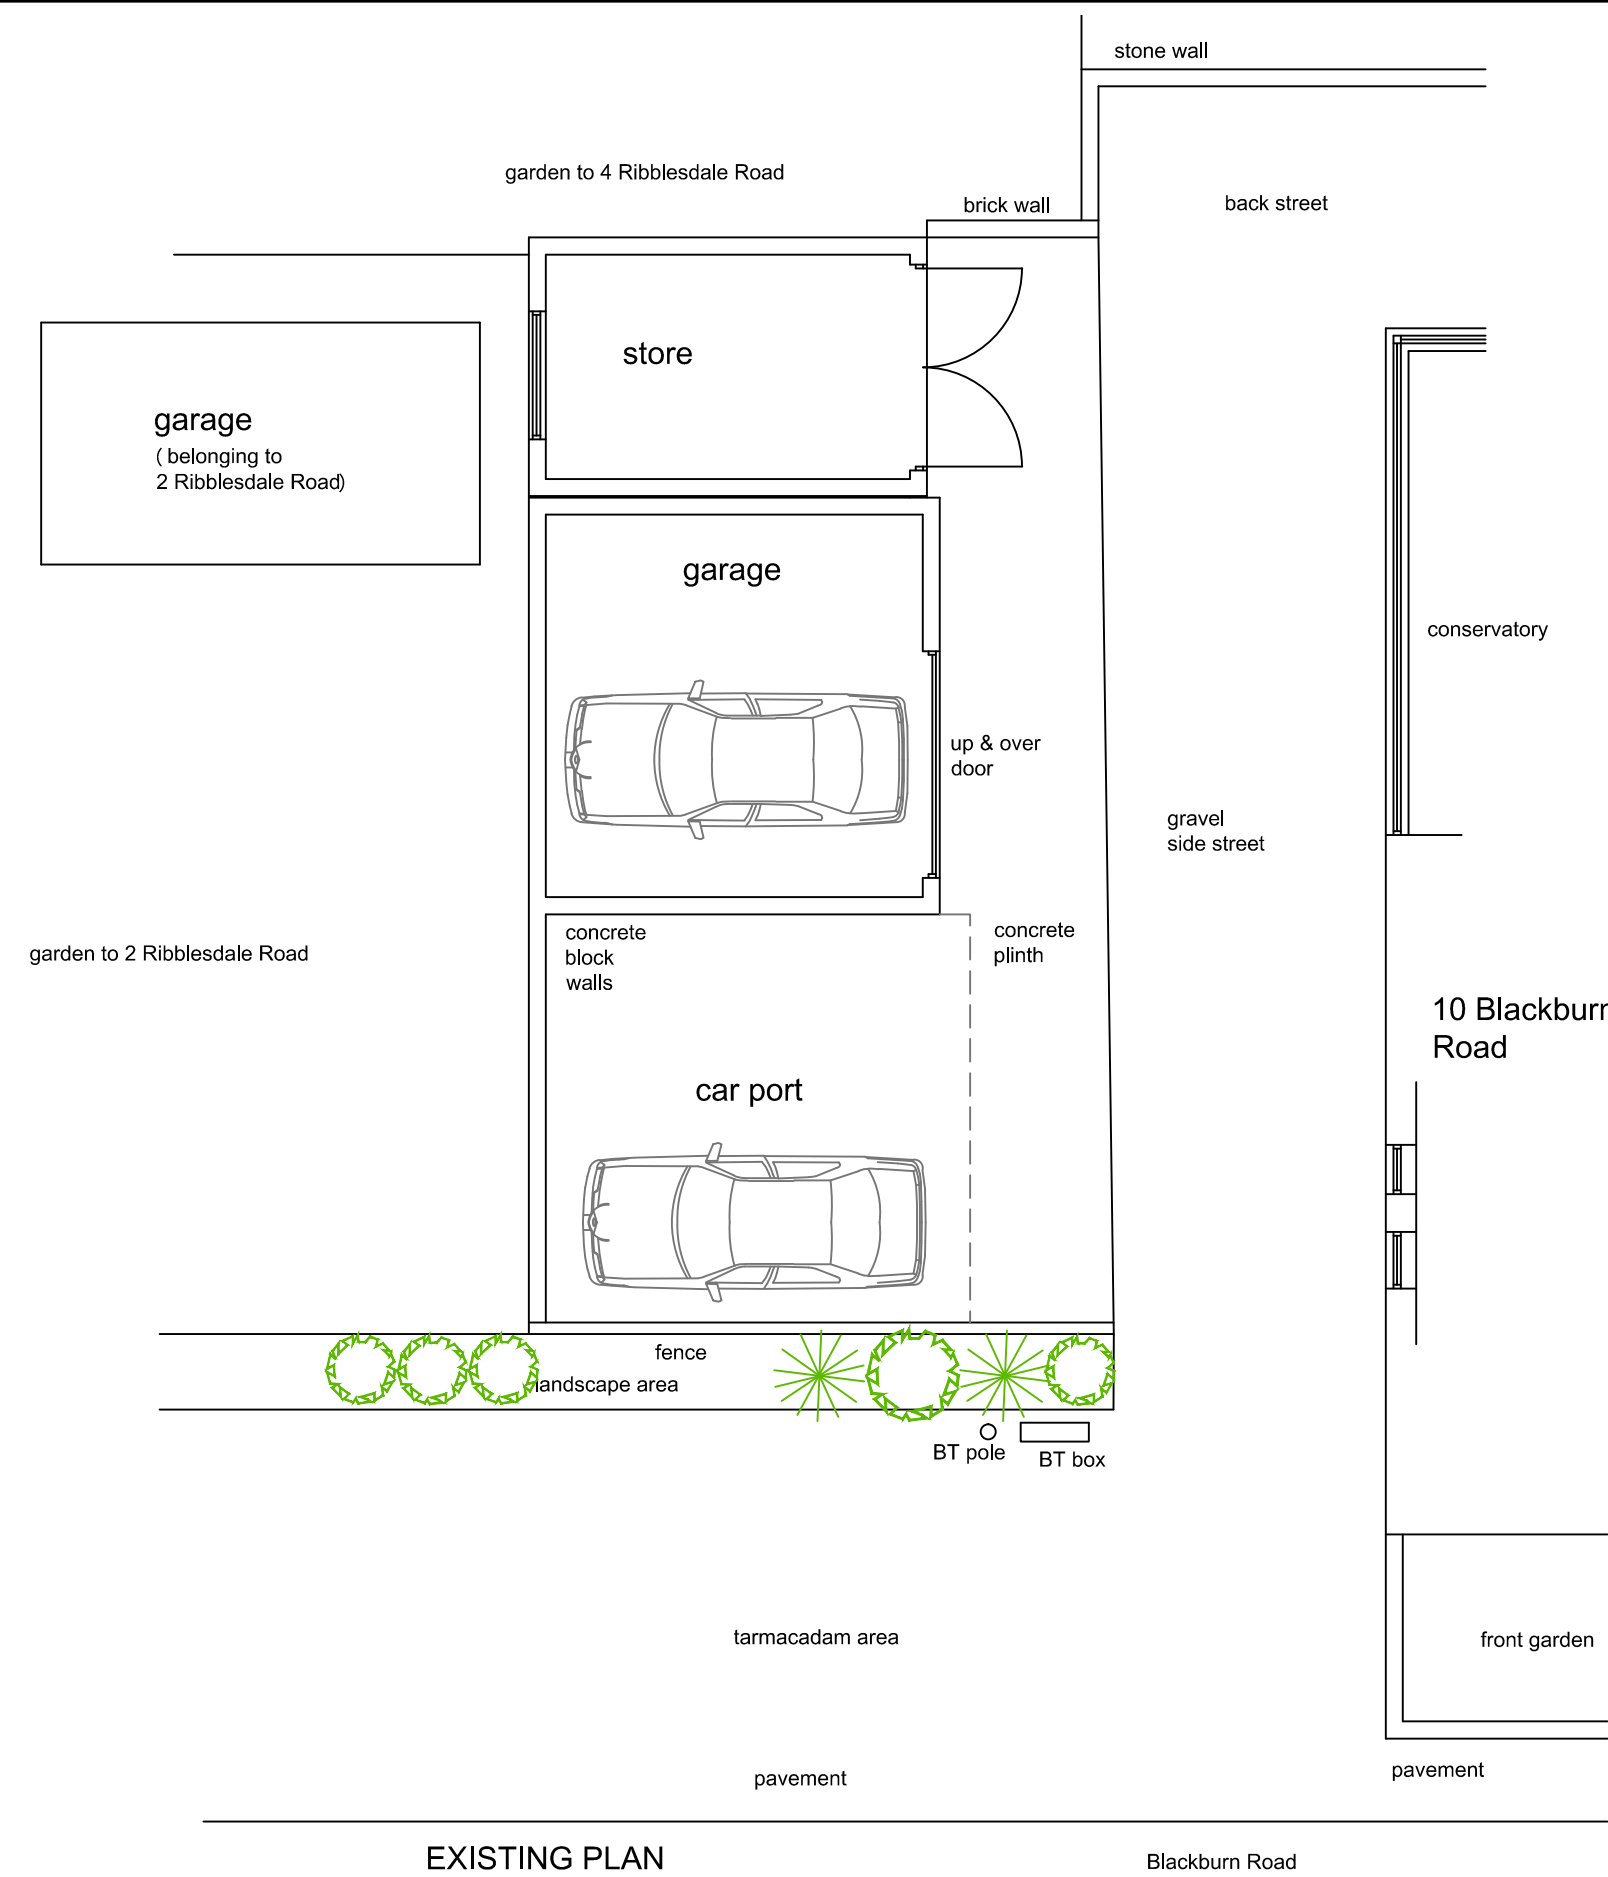 stone wall
garden to 4 Ribblesdale Road
brick wall
back street
store
garage
( belonging to
2 Ribblesdale Road)
garage
conservatory
up & over
door
gravel
side street
concrete
block
walls
concrete
plinth
garden to 2 Ribblesdale Road
10 Blackburn
Road
car port
fence
landscape area
BT pole
BT box
tarmacadam area
front garden
pavement
pavement
EXISTING PLAN
Blackburn Road